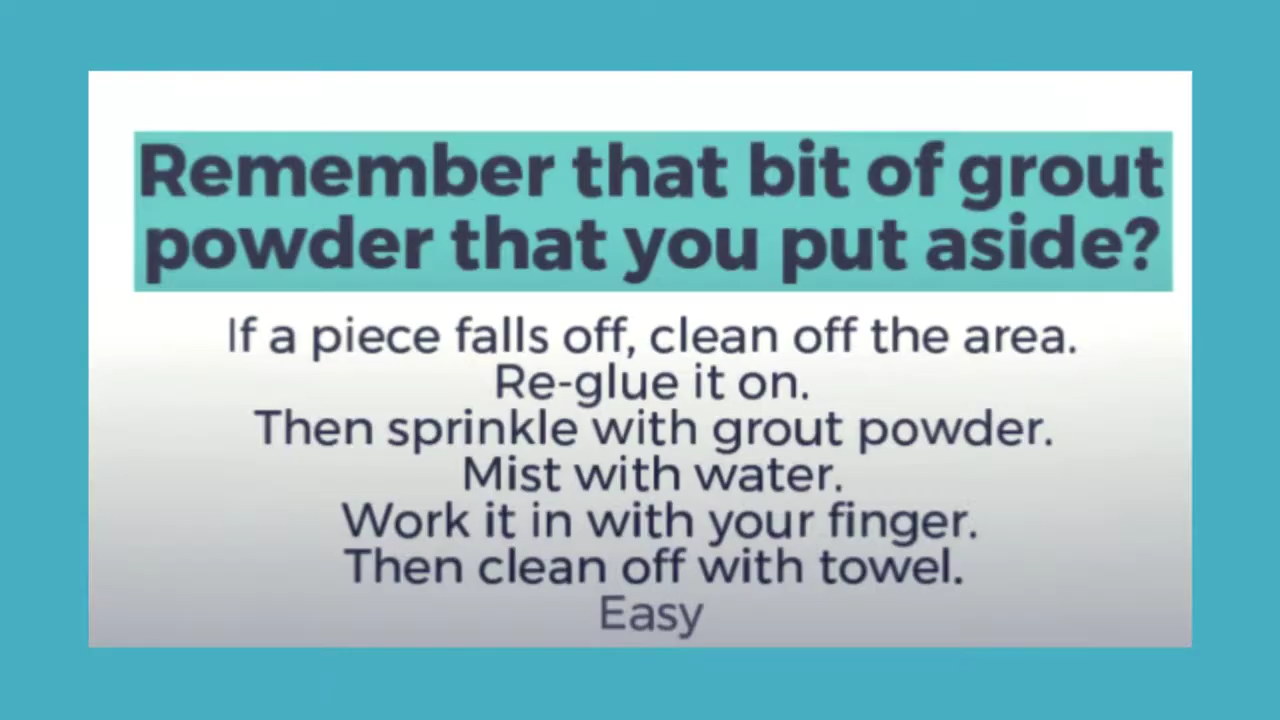 Remember that bit of grout
powder that you put aside?
If a piece falls off, clean off the area.
Re-glue it on.
Then sprinkle with grout powder.
Mist with water.
Work it in with your finger.
Then clean off with towel.
Easy